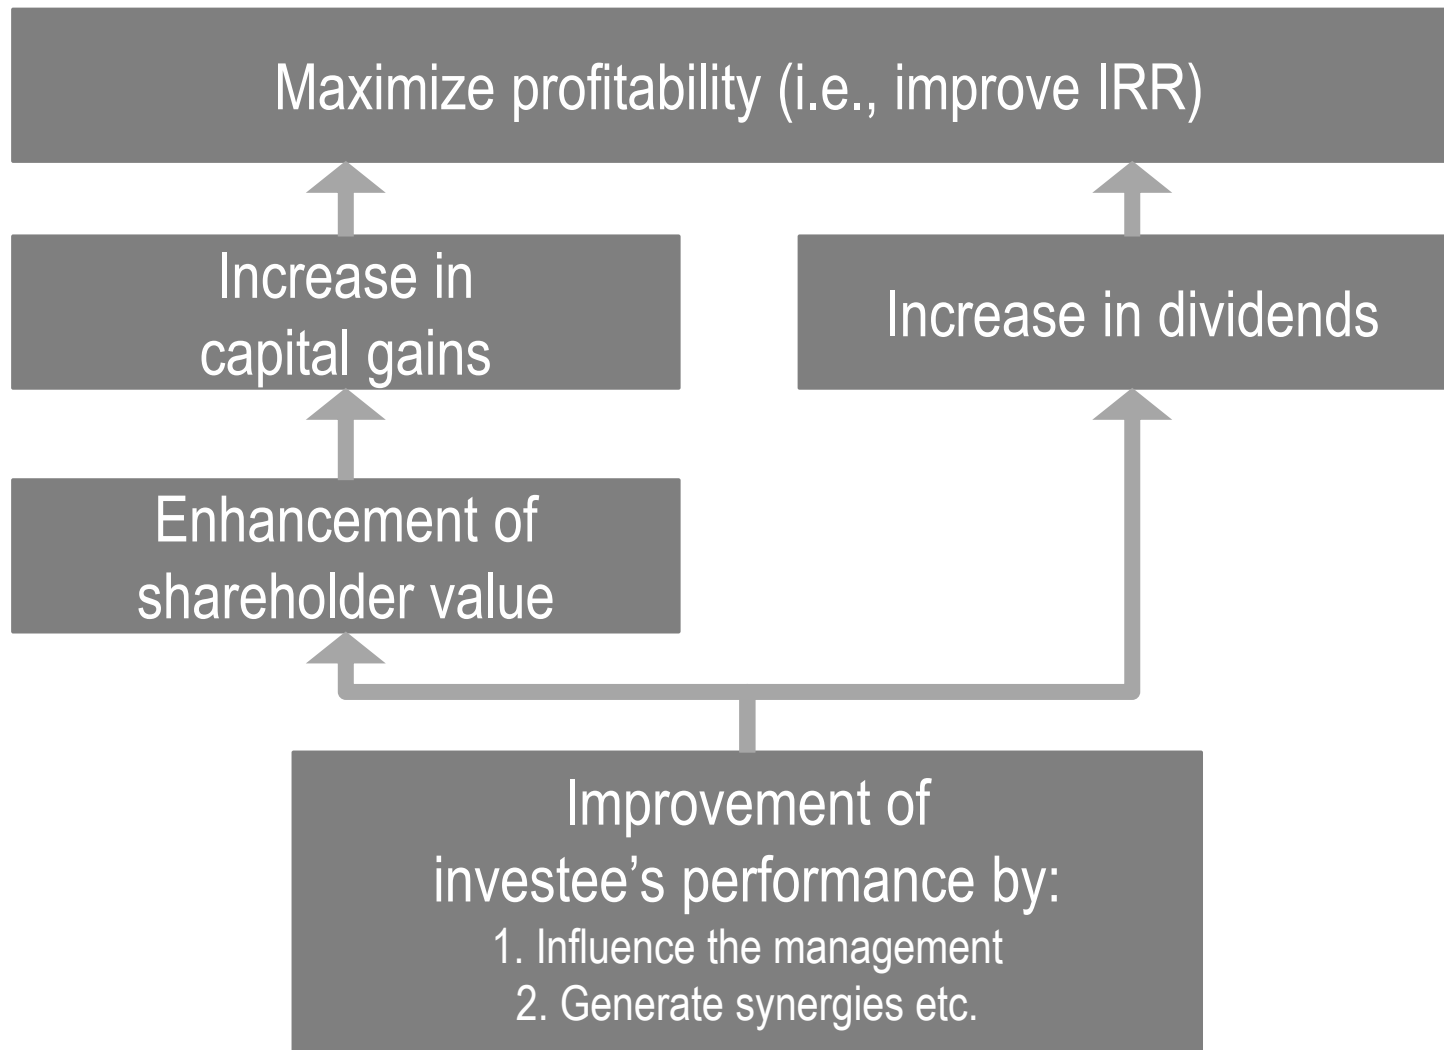 Maximize profitability (i.e., improve IRR)
Increase in
capital gains
Increase in dividends
Enhancement of
shareholder value
Improvement of
investee’s performance by:
1. Influence the management
2. Generate synergies etc.